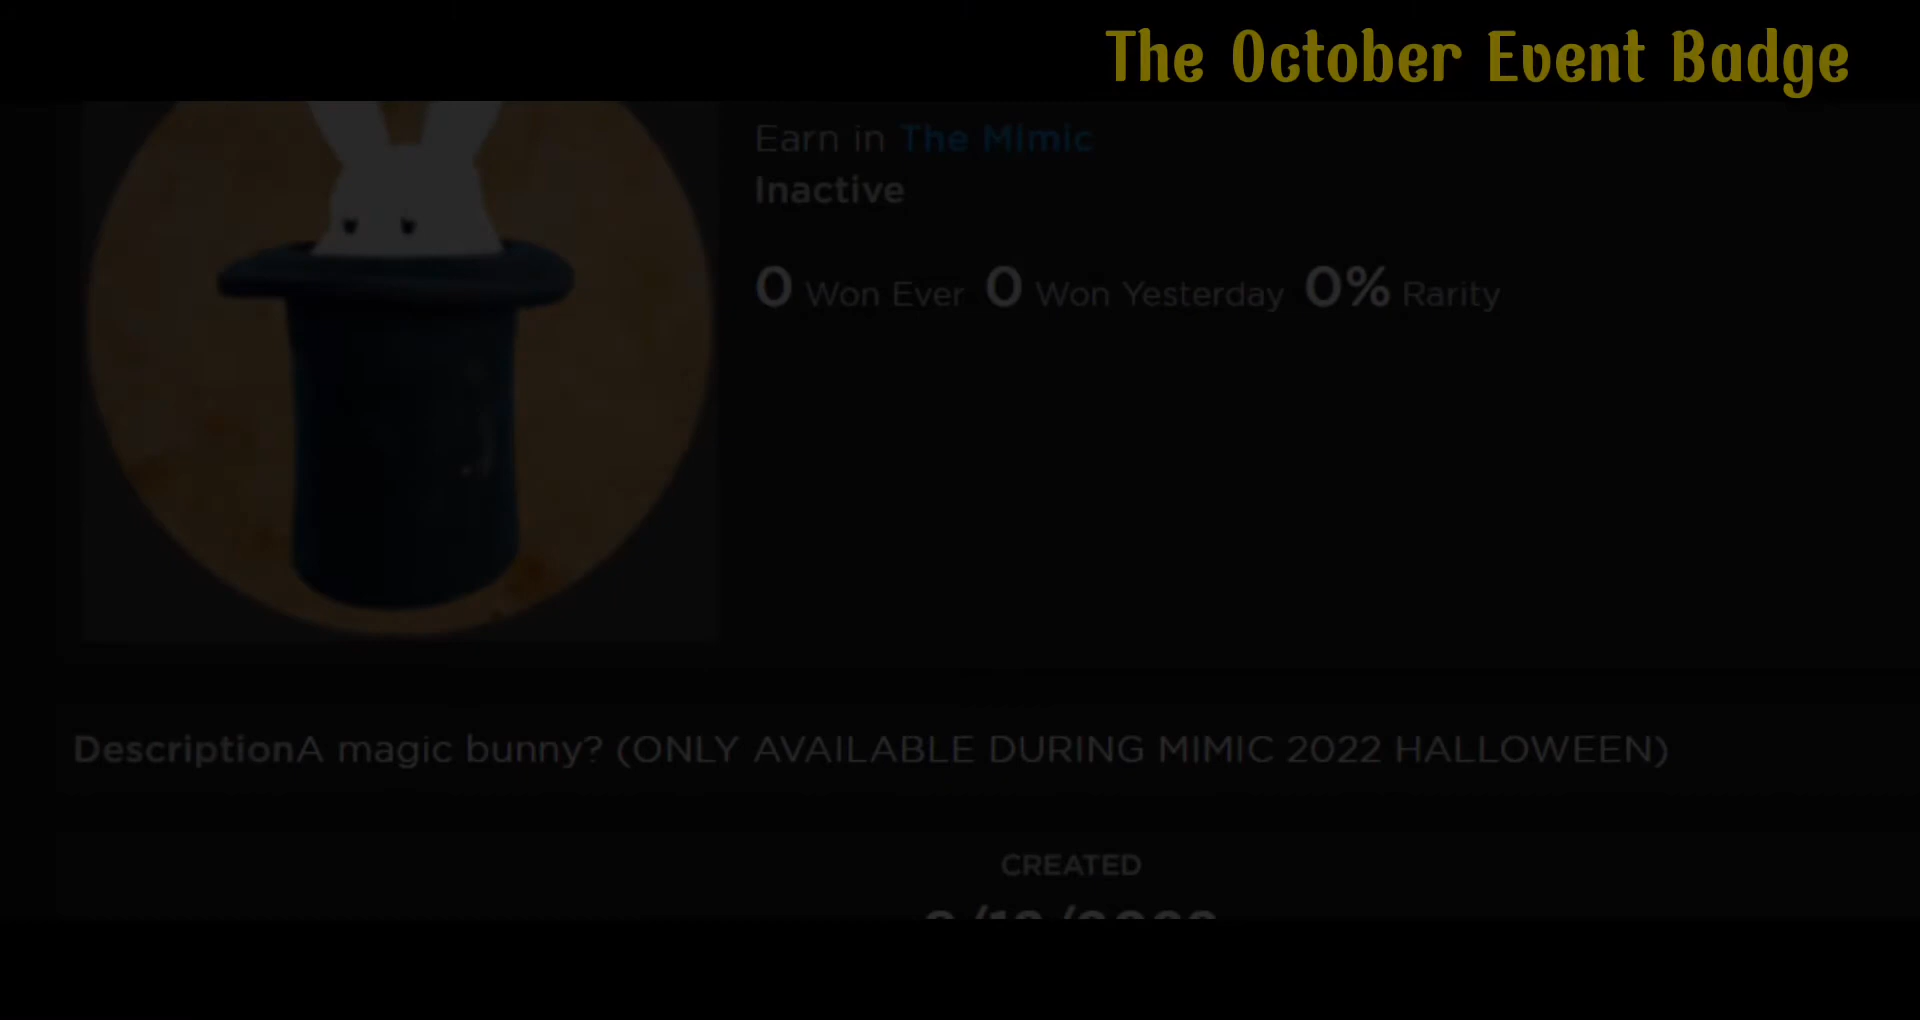 The October Event Badge
Earn in The Mimic
Inactive
0 Won Ever 0 Won Yesterday 0% Rarity
DescriptionA magic bunny? (ONLY AVAILABLE DURING MIMIC 2022 HALLOWEEN)
CREATED